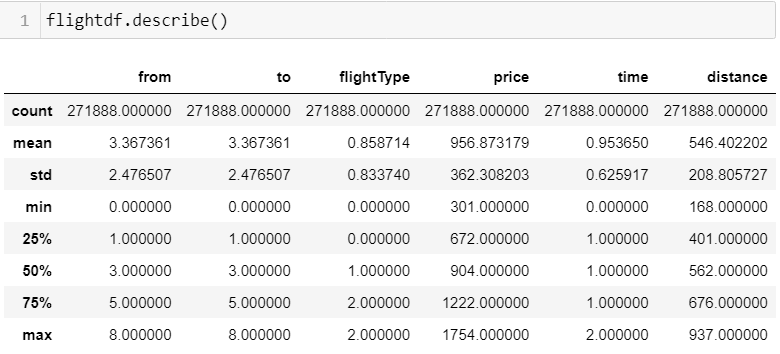 1 flightdf.describe()
from to flightType price time distance
count 271888.000000 271888.000000 271888.000000 271888.000000 271888.000000 271888.000000
mean 3.367361 3.367361 0.858714 956.873179 0.953650 546.402202
std 2.476507 2.476507 0.833740 362.308203 0.625917 208.805727
min 0.000000 0.000000 0.000000 301.000000 0.000000 168.000000
25% 1.000000 1.000000 0.000000 672.000000 1.000000 401.000000
50% 3.000000 3.000000 1.000000 904.000000 1.000000 562.000000
75% 5.000000 5.000000 2.000000 1222.000000 1.000000 676.000000
max 8.000000 8.000000 2.000000 1754.000000 2.000000 937.000000